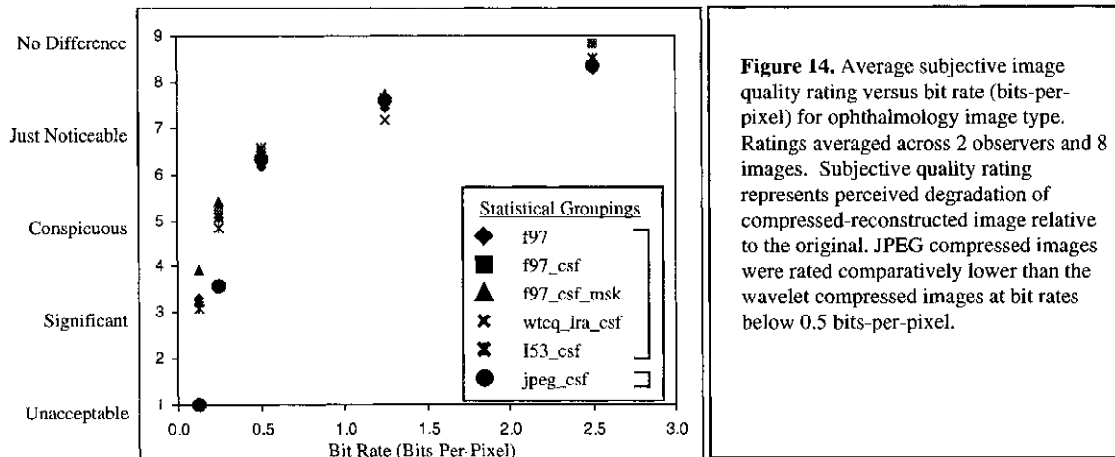 No Difference
Just Noticeable
Conspicuous
Significant
Unacceptable
9
8
7
6
5
4
3
2
1
0.0 0.5 1.0 1.5 2.0 2.5 3.0
Bit Rate (Bits Per-Pixel)
Statistical Groupings
f97
f97_csf
f97_csf_msk
wtcq_lra_csf
I53_csf
jpeg_csf
Figure 14. Average subjective image
quality rating versus bit rate (bits-per-
pixel) for ophthalmology image type.
Ratings averaged across 2 observers and 8
images. Subjective quality rating
represents perceived degradation of
compressed-reconstructed image relative
to the original. JPEG compressed images
were rated comparatively lower than the
wavelet compressed images at bit rates
below 0.5 bits-per-pixel.